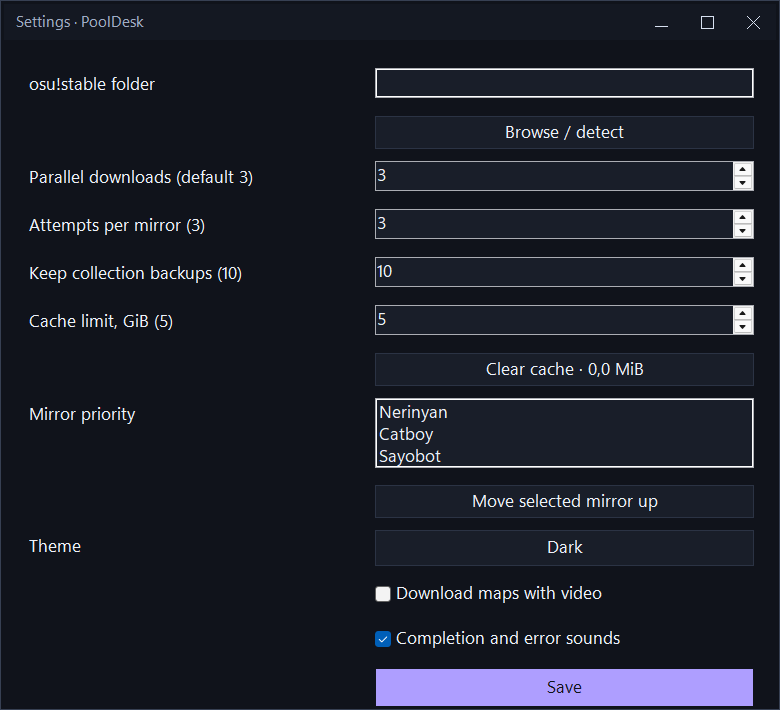 Settings · PoolDesk
osu!stable folder
Browse / detect
Parallel downloads (default 3)
3
Attempts per mirror (3)
3
Keep collection backups (10)
10
Cache limit, GiB (5)
5
Clear cache · 0,0 MiB
Mirror priority
Nerinyan
Catboy
Sayobot
Move selected mirror up
Theme
Dark
Download maps with video
Completion and error sounds
Save